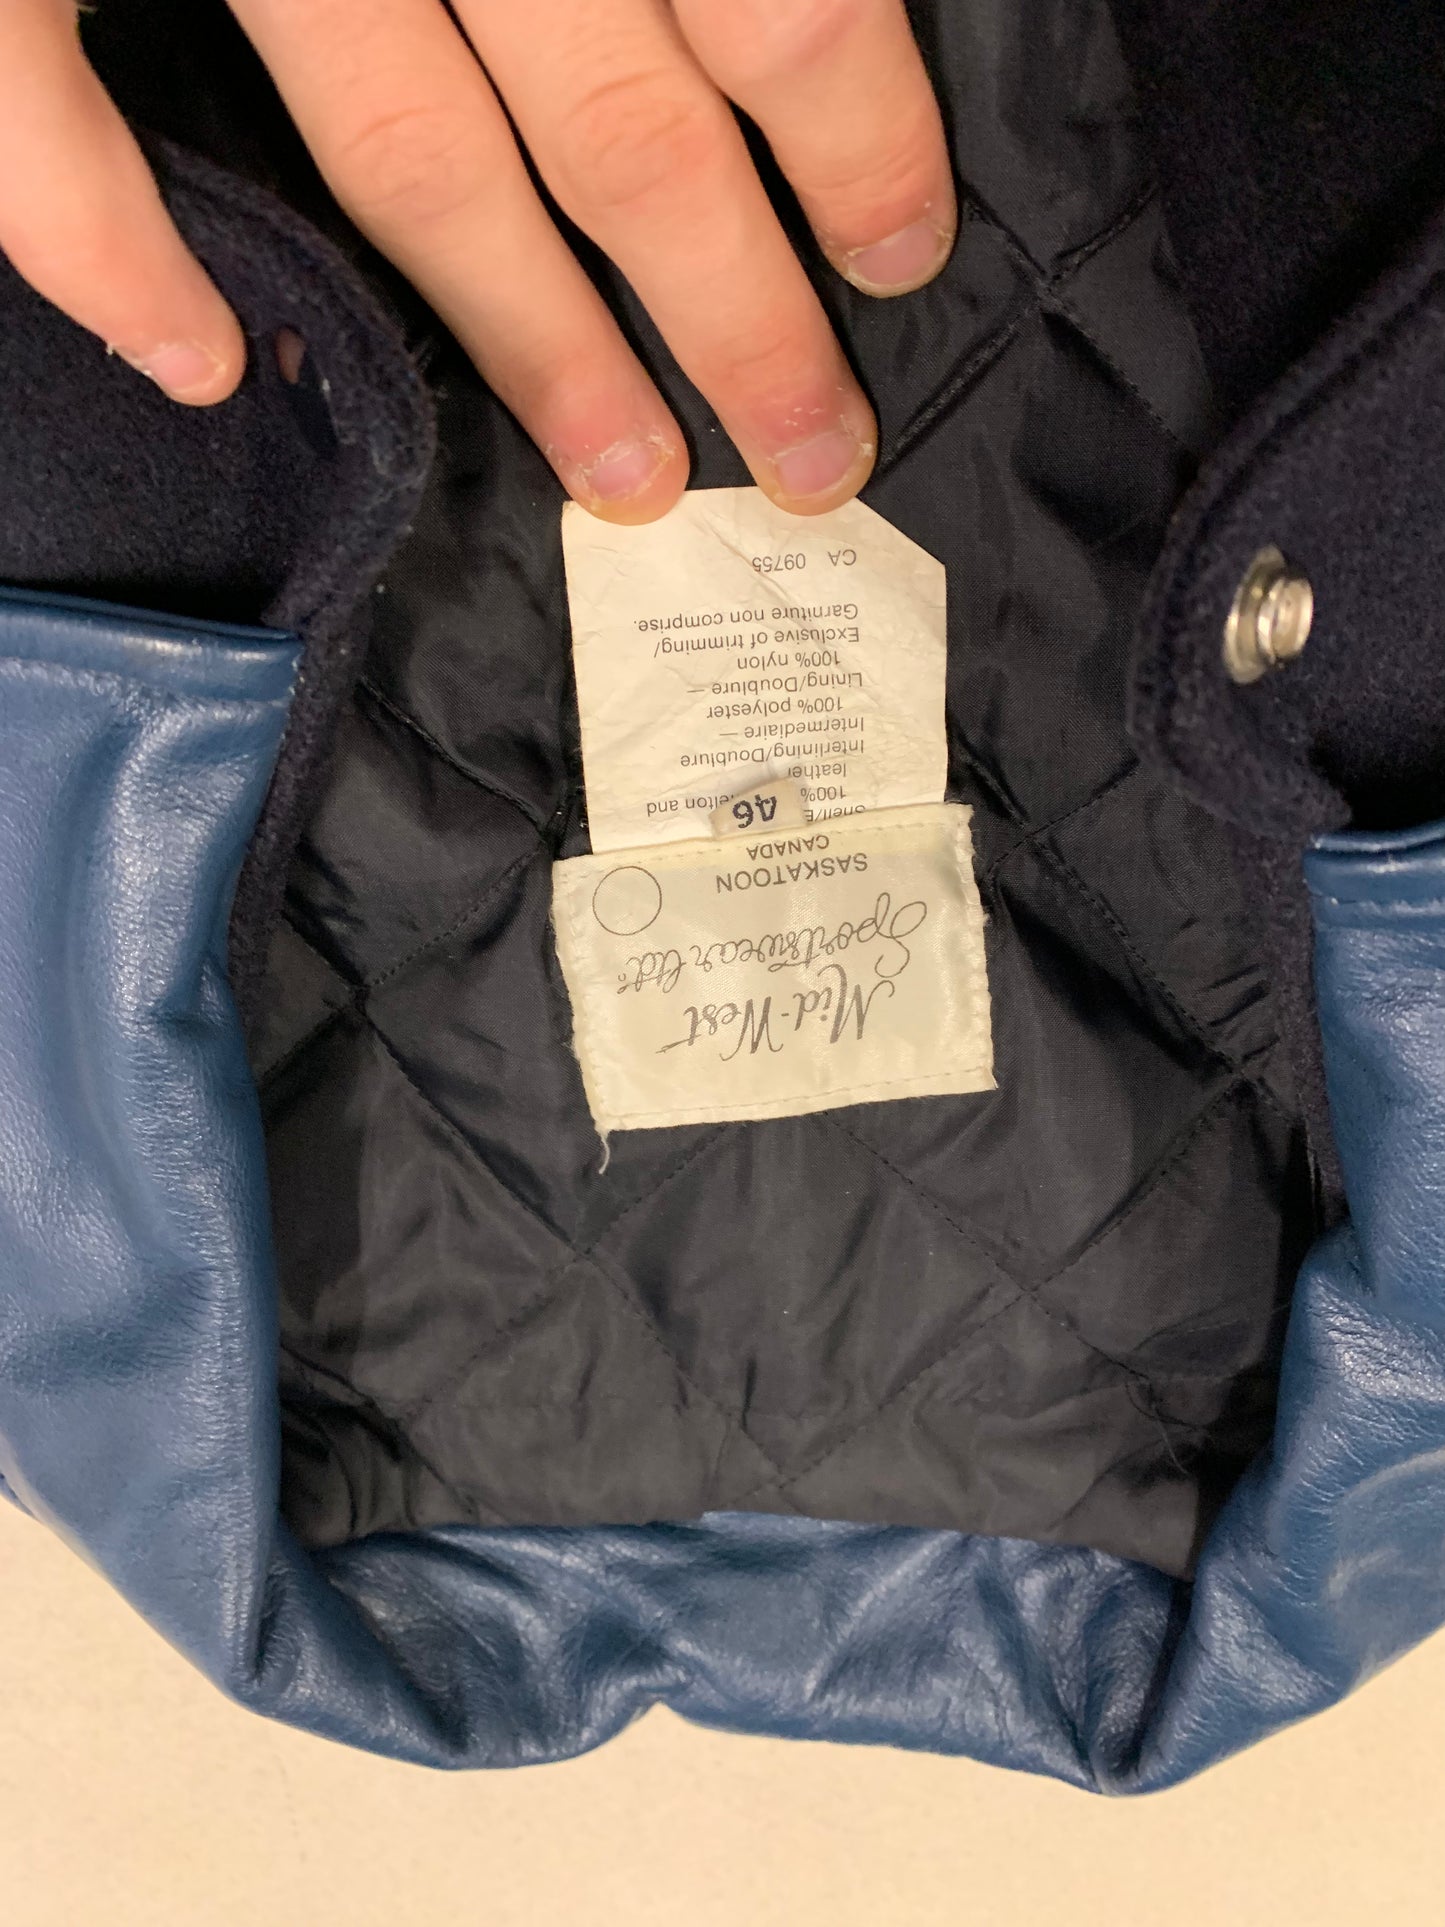 Mid-West
Sportswear Ltd.
SASKATOON
CANADA
46
100% and
leather
Interlining/Doublure
Intermediaire —
100% polyester
Lining/Doublure —
100% nylon
Exclusive of trimming/
Garniture non comprise.
CA 09755